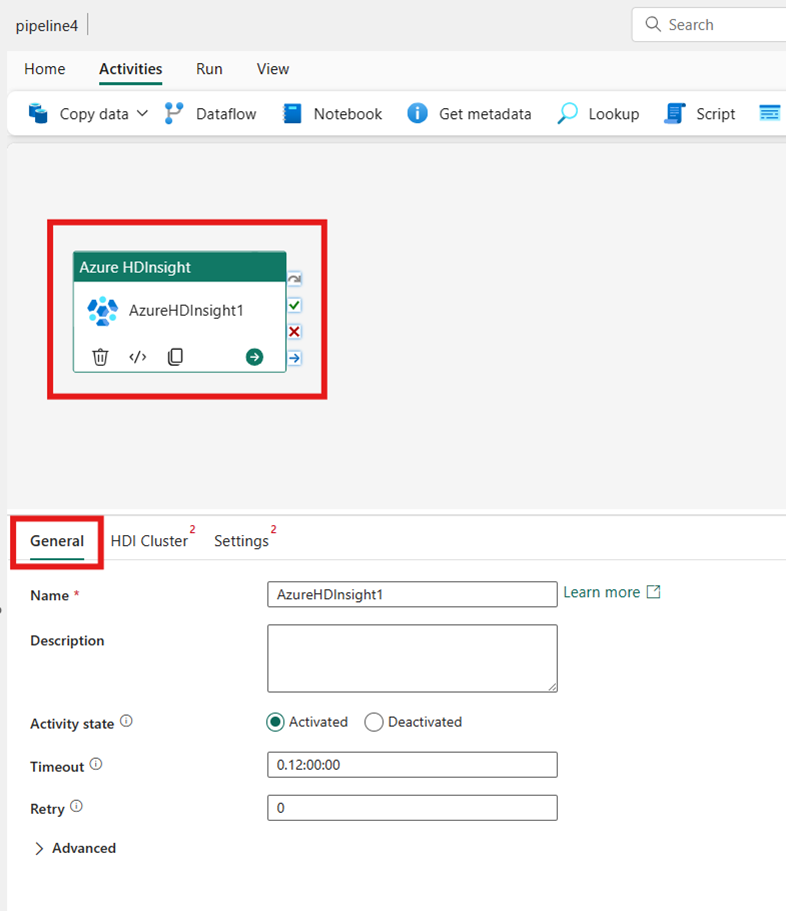 pipeline4
Search
Home Activities Run View
Copy data Dataflow Notebook Get metadata Lookup Script
Azure HDInsight
AzureHDInsight1
General HDI Cluster 2 Settings 2
Name * AzureHDInsight1 Learn more
Description
Activity state Activated Deactivated
Timeout 0.12:00:00
Retry 0
Advanced